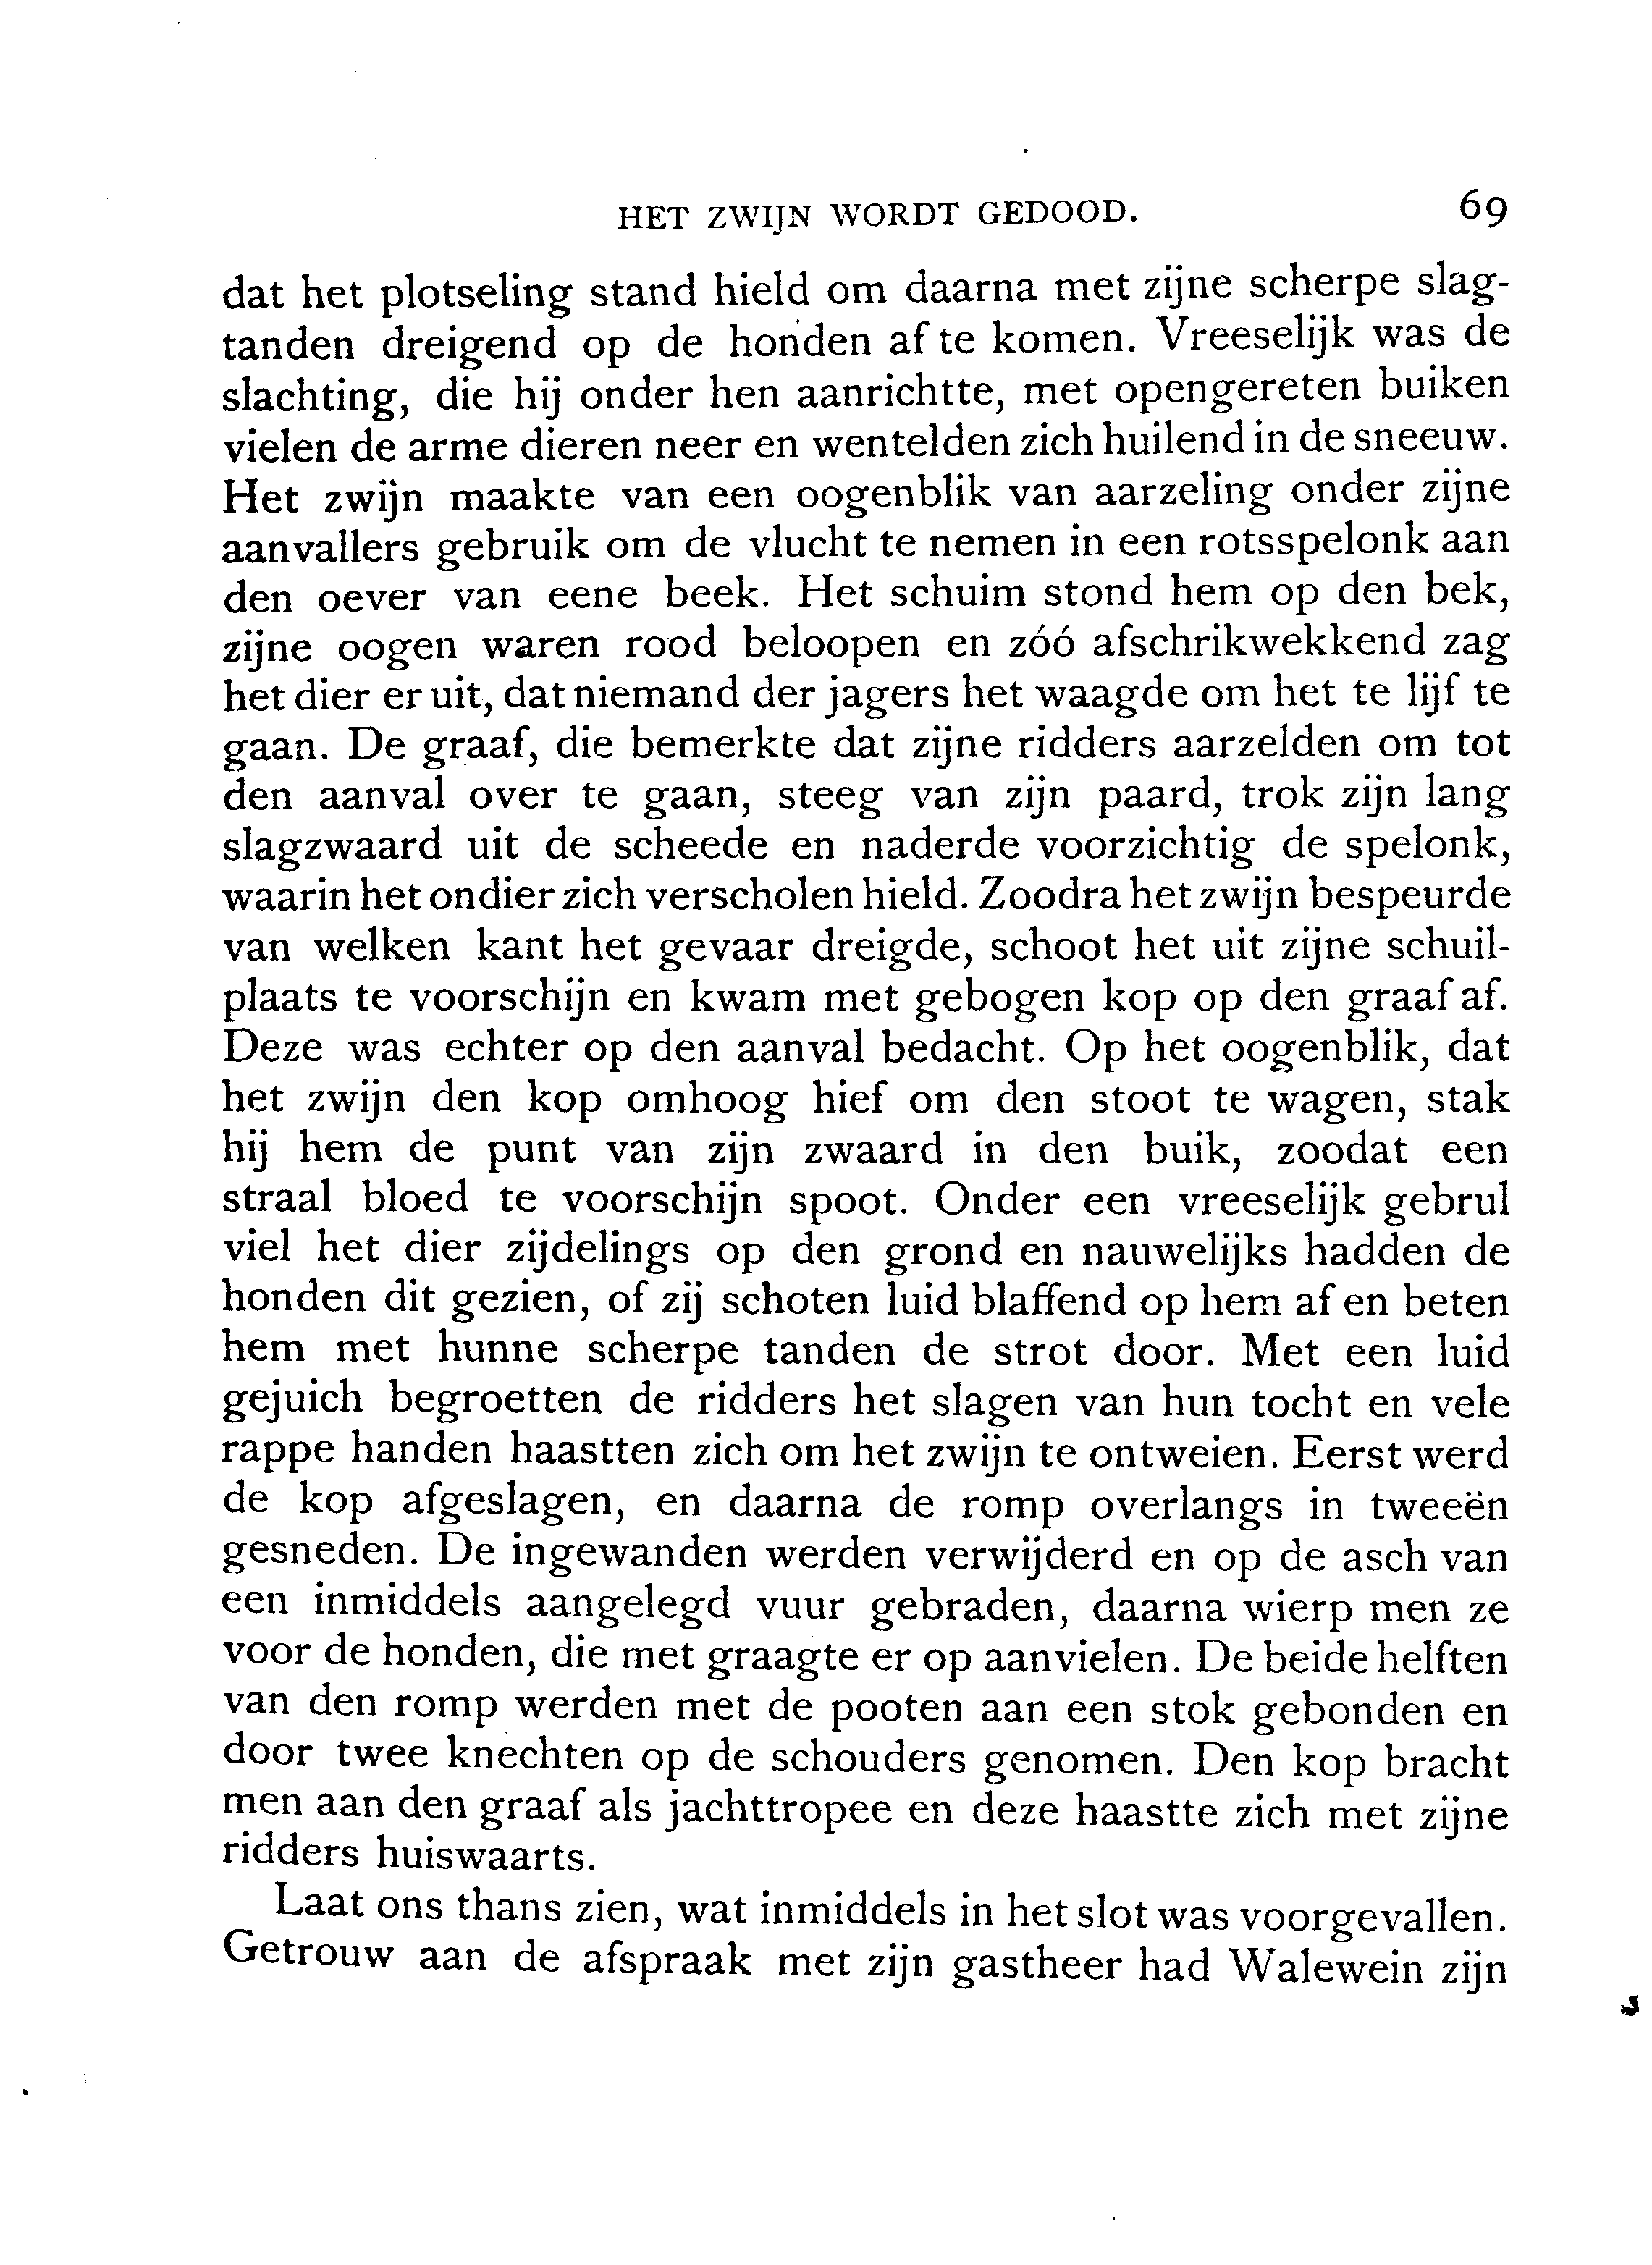 HET ZWIJN WORDT GEDOOD. 69
dat het plotseling stand hield om daarna met zijne scherpe slag-
tanden dreigend op de honden af te komen. Vreeselijk was de
slachting, die hij onder hen aanrichtte, met opengereten buiken
vielen de arme dieren neer en wentelden zich huilend in de sneeuw.
Het zwijn maakte van een oogenblik van aarzeling onder zijne
aanvallers gebruik om de vlucht te nemen in een rotsspelonk aan
den oever van eene beek. Het schuim stond hem op den bek,
zijne oogen waren rood beloopen en zóó afschrikwekkend zag
het dier er uit, dat niemand der jagers het waagde om het te lijf te
gaan. De graaf, die bemerkte dat zijne ridders aarzelden om tot
den aanval over te gaan, steeg van zijn paard, trok zijn lang
slagzwaard uit de scheede en naderde voorzichtig de spelonk,
waarin het ondier zich verscholen hield. Zoodra het zwijn bespeurde
van welken kant het gevaar dreigde, schoot het uit zijne schuil-
plaats te voorschijn en kwam met gebogen kop op den graaf af.
Deze was echter op den aanval bedacht. Op het oogenblik, dat
het zwijn den kop omhoog hief om den stoot te wagen, stak
hij hem de punt van zijn zwaard in den buik, zoodat een
straal bloed te voorschijn spoot. Onder een vreeselijk gebrul
viel het dier zijdelings op den grond en nauwelijks hadden de
honden dit gezien, of zij schoten luid blaffend op hem af en beten
hem met hunne scherpe tanden de strot door. Met een luid
gejuich begroetten de ridders het slagen van hun tocht en vele
rappe handen haastten zich om het zwijn te ontweien. Eerst werd
de kop afgeslagen, en daarna de romp overlangs in tweeën
gesneden. De ingewanden werden verwijderd en op de asch van
een inmiddels aangelegd vuur gebraden, daarna wierp men ze
voor de honden, die met graagte er op aanvielen. De beide helften
van den romp werden met de pooten aan een stok gebonden en
door twee knechten op de schouders genomen. Den kop bracht
men aan den graaf als jachttropee en deze haastte zich met zijne
ridders huiswaarts.
Laat ons thans zien, wat inmiddels in het slot was voorgevallen.
Getrouw aan de afspraak met zijn gastheer had Walewein zijn